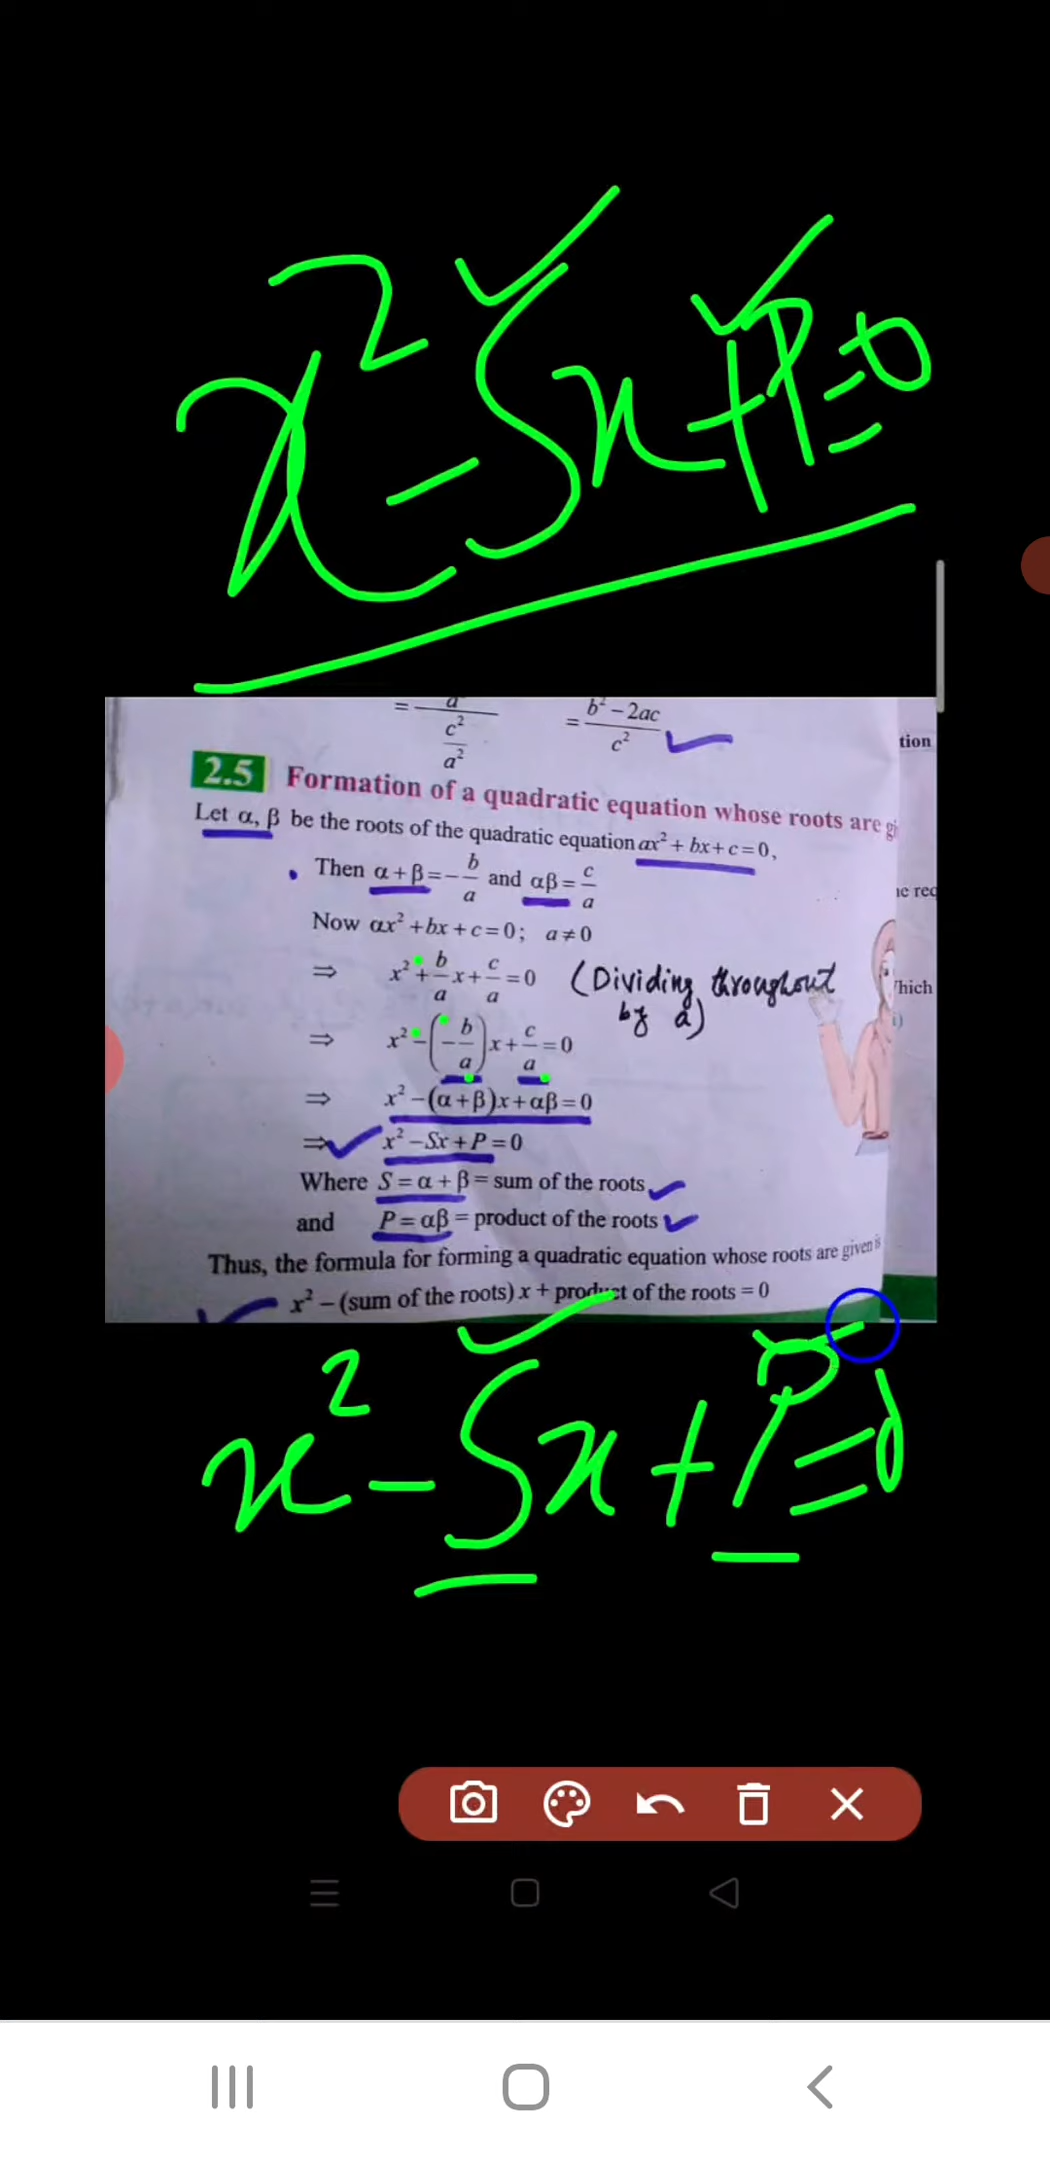 x² - Sx + P = 0
= a / (c²/a²)    = (b² - 2ac)/c²
tion
2.5 Formation of a quadratic equation whose roots are
Let α, β be the roots of the quadratic equation ax² + bx + c = 0,
Then α + β = - b/a and αβ = c/a
Now ax² + bx + c = 0; a ≠ 0
⇒ x² + b/a x + c/a = 0 (Dividing throughout
by a)
⇒ x² - (- b/a) x + c/a = 0
⇒ x² - (α + β)x + αβ = 0
⇒ x² - Sx + P = 0
Where S = α + β = sum of the roots
and P = αβ = product of the roots
Thus, the formula for forming a quadratic equation whose roots are given is
x² - (sum of the roots) x + product of the roots = 0
x² - Sx + P = 0